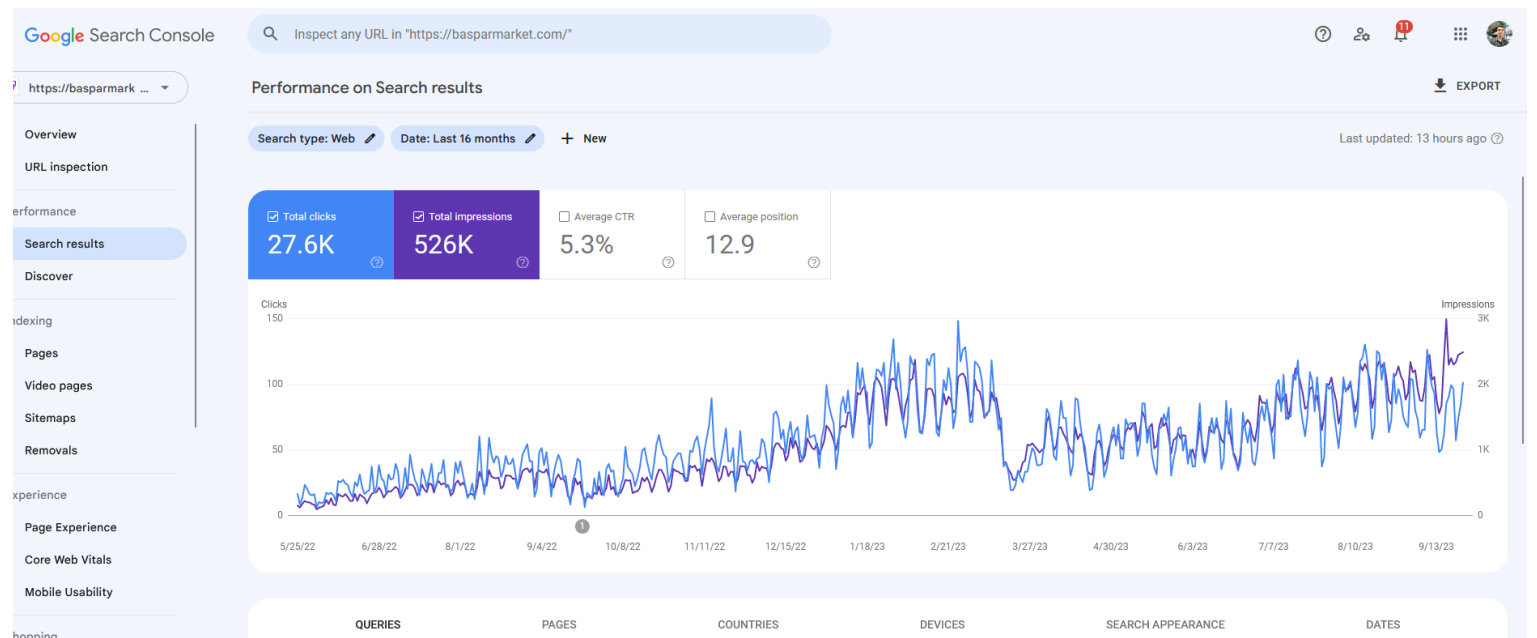 Google Search Console
Inspect any URL in "https://basparmarket.com/"
11
https://basparmark ...
Performance on Search results
EXPORT
Overview
URL inspection
erformance
Search results
Discover
ndexing
Pages
Video pages
Sitemaps
Removals
xperience
Page Experience
Core Web Vitals
Mobile Usability
hopping
Search type: Web
Date: Last 16 months
+ New
Last updated: 13 hours ago
Total clicks
27.6K
Total impressions
526K
Average CTR
5.3%
Average position
12.9
Clicks
Impressions
150
3K
100
2K
50
1K
0
0
1
5/25/22 6/28/22 8/1/22 9/4/22 10/8/22 11/11/22 12/15/22 1/18/23 2/21/23 3/27/23 4/30/23 6/3/23 7/7/23 8/10/23 9/13/23
QUERIES PAGES COUNTRIES DEVICES SEARCH APPEARANCE DATES